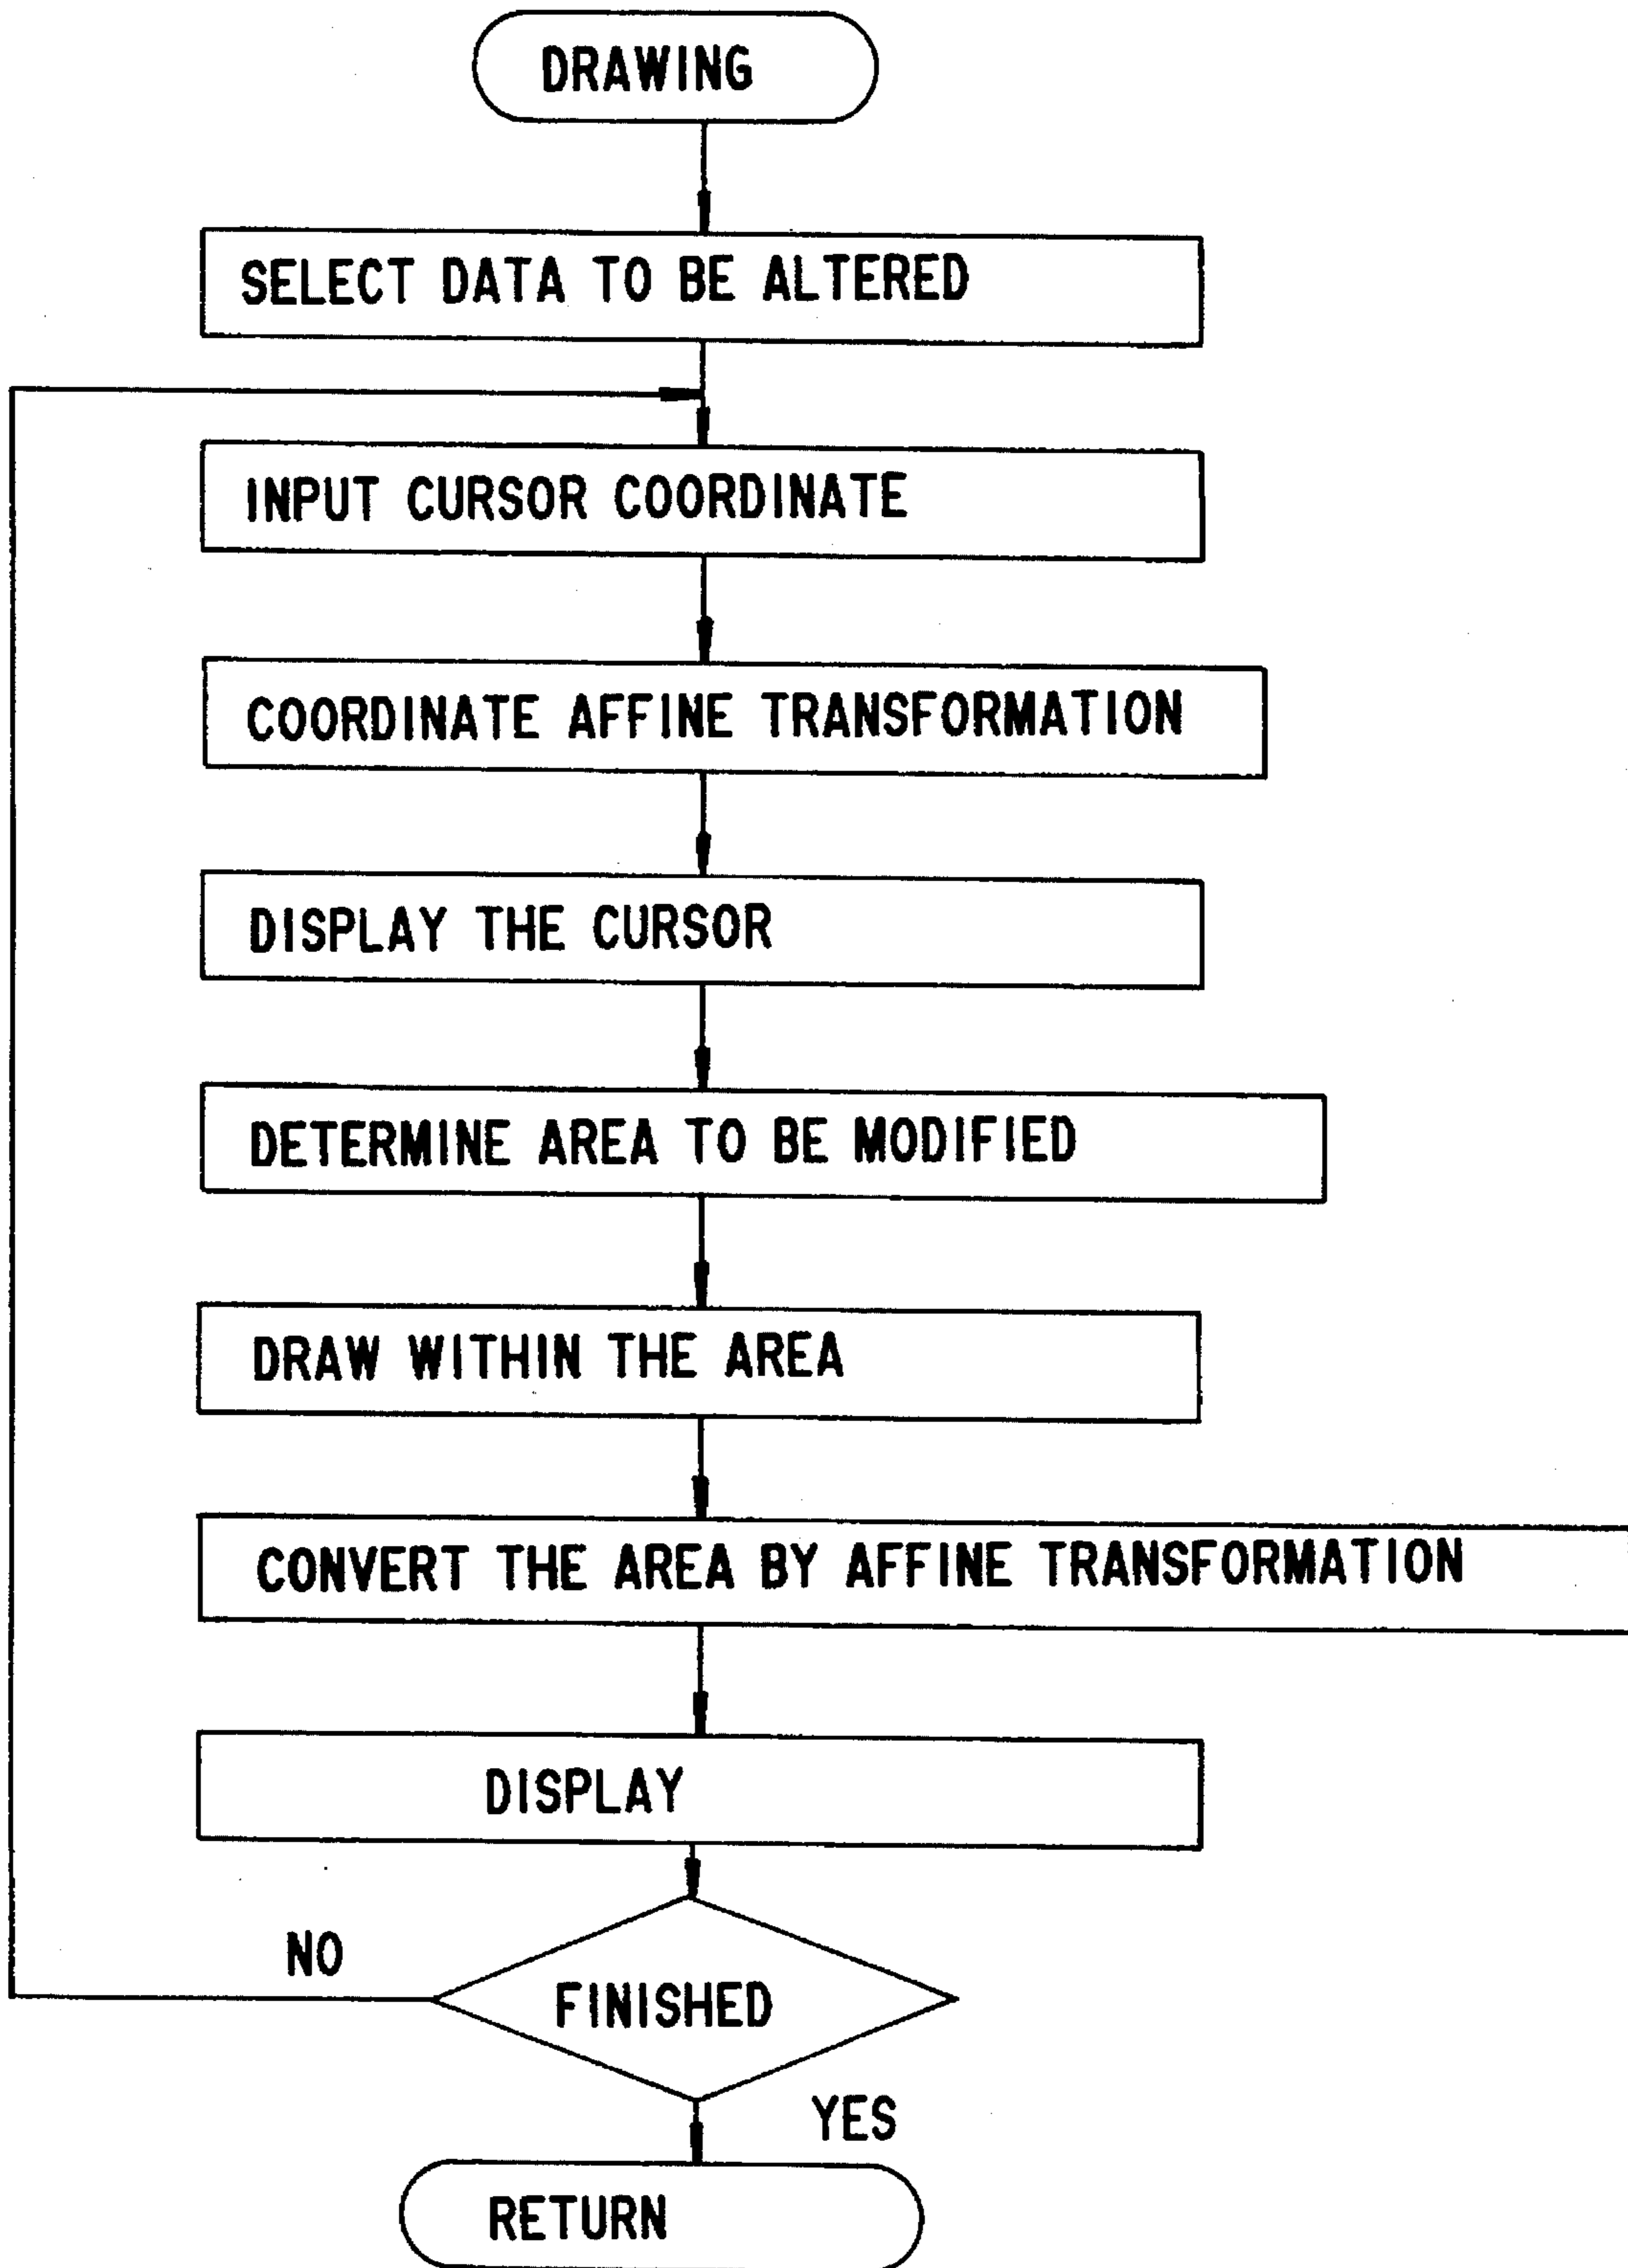 DRAWING
SELECT DATA TO BE ALTERED
INPUT CURSOR COORDINATE
COORDINATE AFFINE TRANSFORMATION
DISPLAY THE CURSOR
DETERMINE AREA TO BE MODIFIED
DRAW WITHIN THE AREA
CONVERT THE AREA BY AFFINE TRANSFORMATION
DISPLAY
NO
FINISHED
YES
RETURN